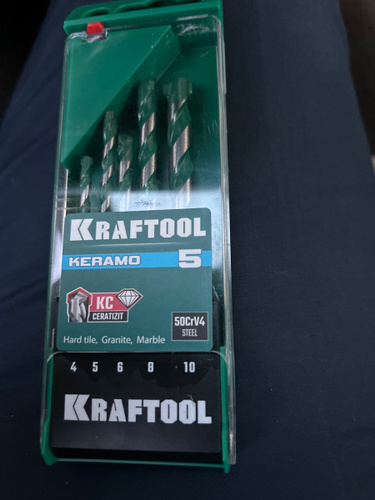 KRAFTOOL
KERAMO 5
KC
CERATIZIT
50CrV4
STEEL
Hard tile, Granite, Marble
4 5 6 8 10
KRAFTOOL